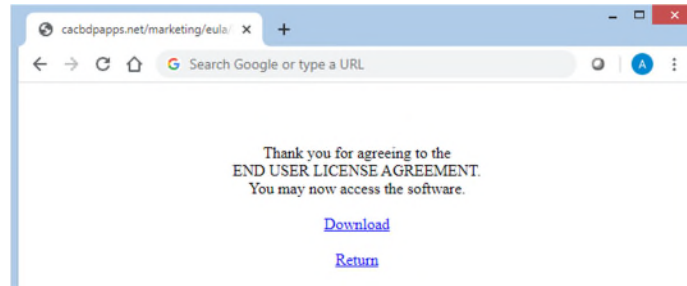 cacbdpapps.net/marketing/eula/
Search Google or type a URL
A
Thank you for agreeing to the
END USER LICENSE AGREEMENT.
You may now access the software.
Download
Return